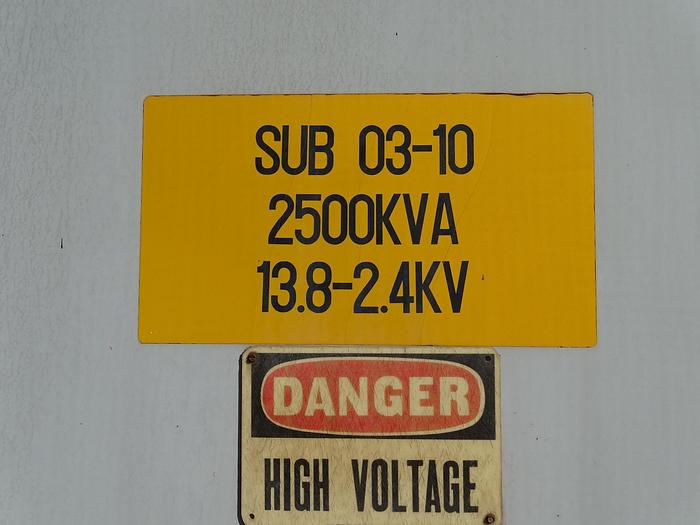 SUB 03-10
2500KVA
13.8-2.4KV
DANGER
HIGH VOLTAGE